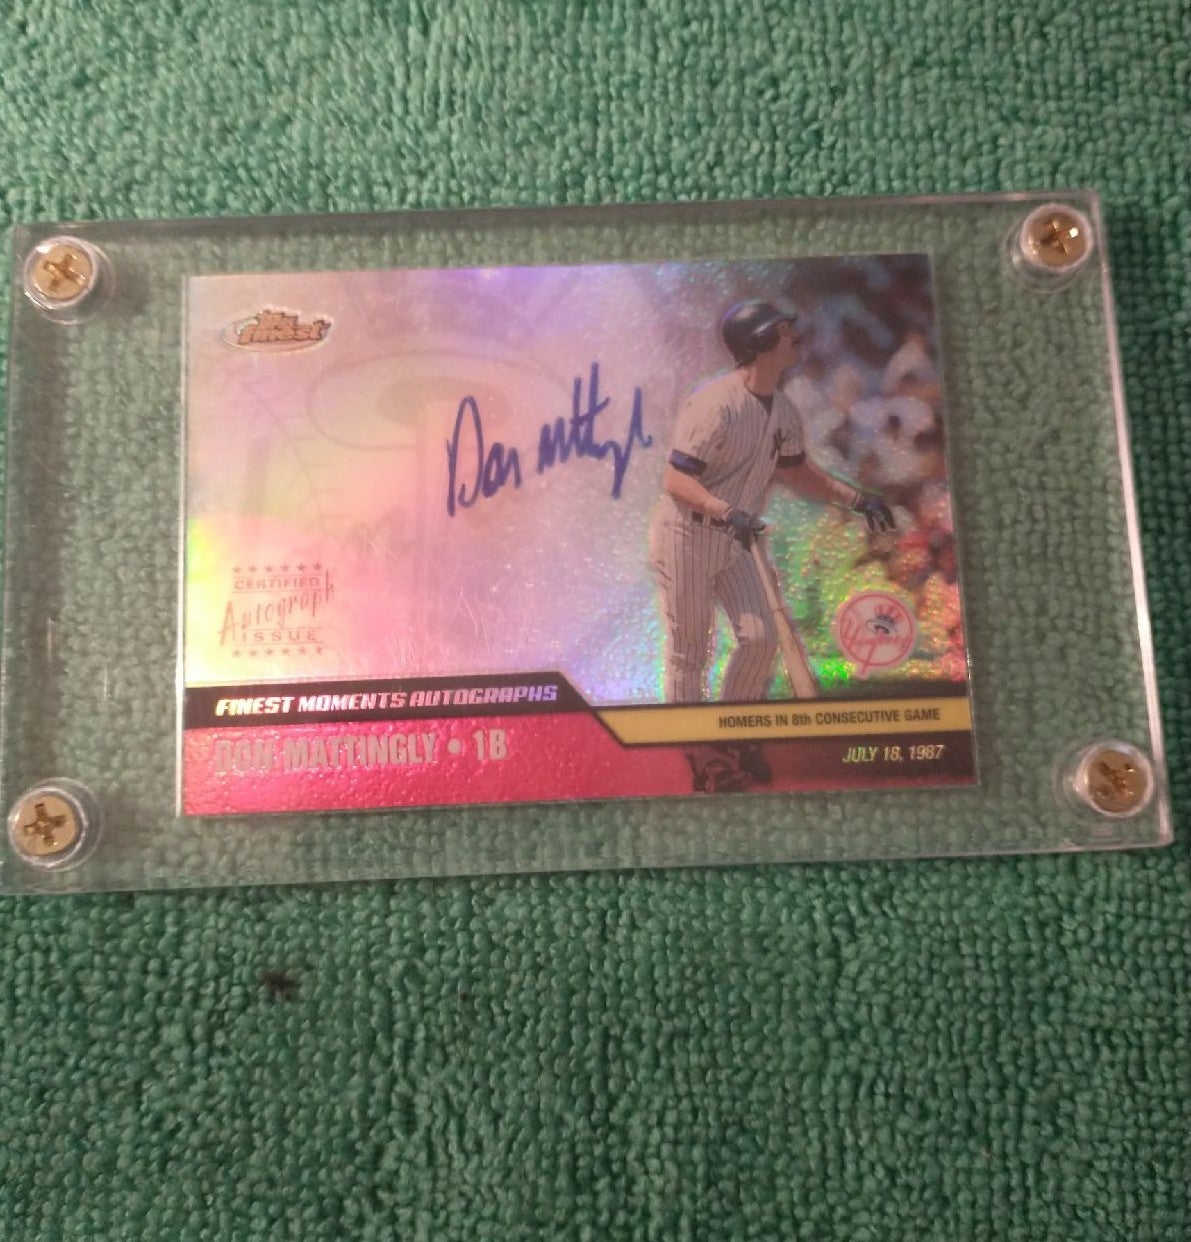 Finest
Don Mattingly
CERTIFIED
Autograph
ISSUE
FINEST MOMENTS AUTOGRAPHS
DON MATTINGLY • 1B
HOMERS IN 8th CONSECUTIVE GAME
JULY 18, 1987